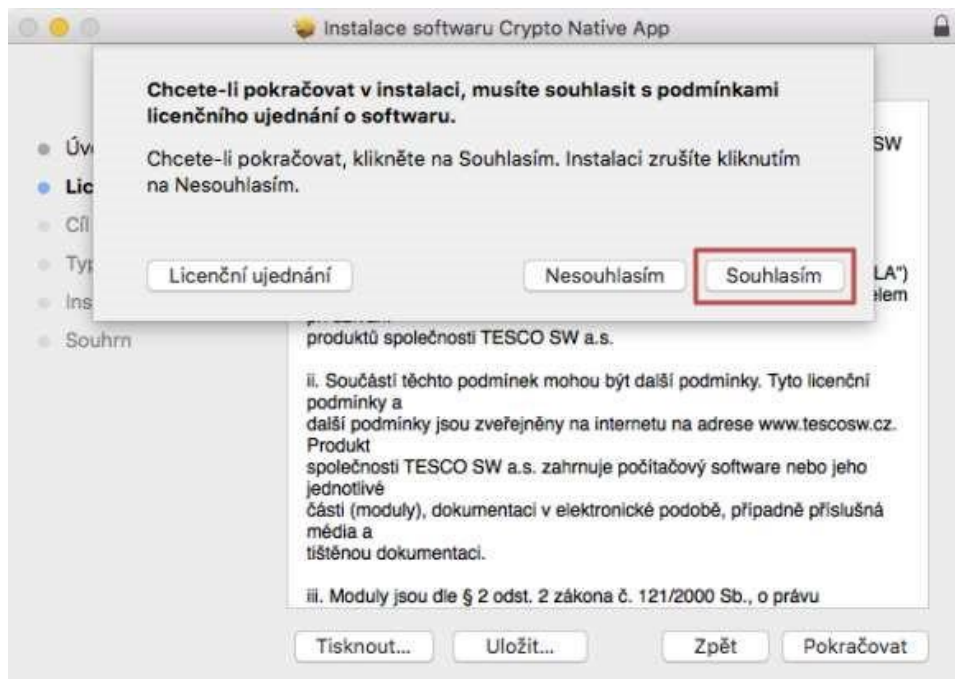 Instalace softwaru Crypto Native App
Chcete-li pokračovat v instalaci, musíte souhlasit s podmínkami
licenčního ujednání o softwaru.
Chcete-li pokračovat, klikněte na Souhlasím. Instalaci zrušíte kliknutím
na Nesouhlasím.
Licenční ujednání
Nesouhlasím
Souhlasím
Úv
Lic
Cíl
Typ
Ins
Souhrn
SW
LA")
elem
produktů společnosti TESCO SW a.s.
ii. Součástí těchto podmínek mohou být další podmínky. Tyto licenční
podmínky a
další podmínky jsou zveřejněny na internetu na adrese www.tescosw.cz.
Produkt
společnosti TESCO SW a.s. zahrnuje počítačový software nebo jeho
jednotlivé
části (moduly), dokumentaci v elektronické podobě, případně příslušná
média a
tištěnou dokumentaci.
iii. Moduly jsou dle § 2 odst. 2 zákona č. 121/2000 Sb., o právu
Tisknout...
Uložit...
Zpět
Pokračovat